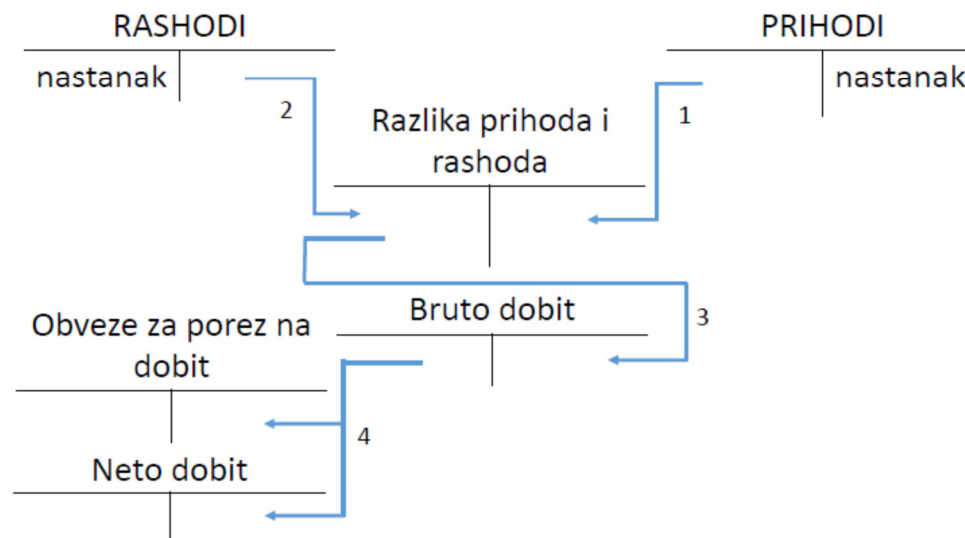 RASHODI
PRIHODI
nastanak
nastanak
2
1
Razlika prihoda i
rashoda
3
Bruto dobit
Obveze za porez na
dobit
4
Neto dobit